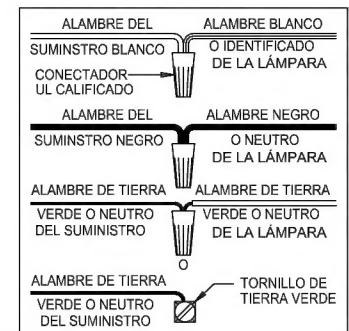 ALAMBRE DEL
SUMINSTRO BLANCO
ALAMBRE BLANCO
O IDENTIFICADO
DE LA LÁMPARA
CONECTADOR
UL CALIFICADO
ALAMBRE DEL
SUMINSTRO NEGRO
ALAMBRE NEGRO
O NEUTRO
DE LA LÁMPARA
ALAMBRE DE TIERRA
VERDE O NEUTRO
DEL SUMINISTRO
ALAMBRE DE TIERRA
VERDE O NEUTRO
DE LA LÁMPARA
O
ALAMBRE DE TIERRA
VERDE O NEUTRO
DEL SUMINISTRO
TORNILLO DE
TIERRA VERDE